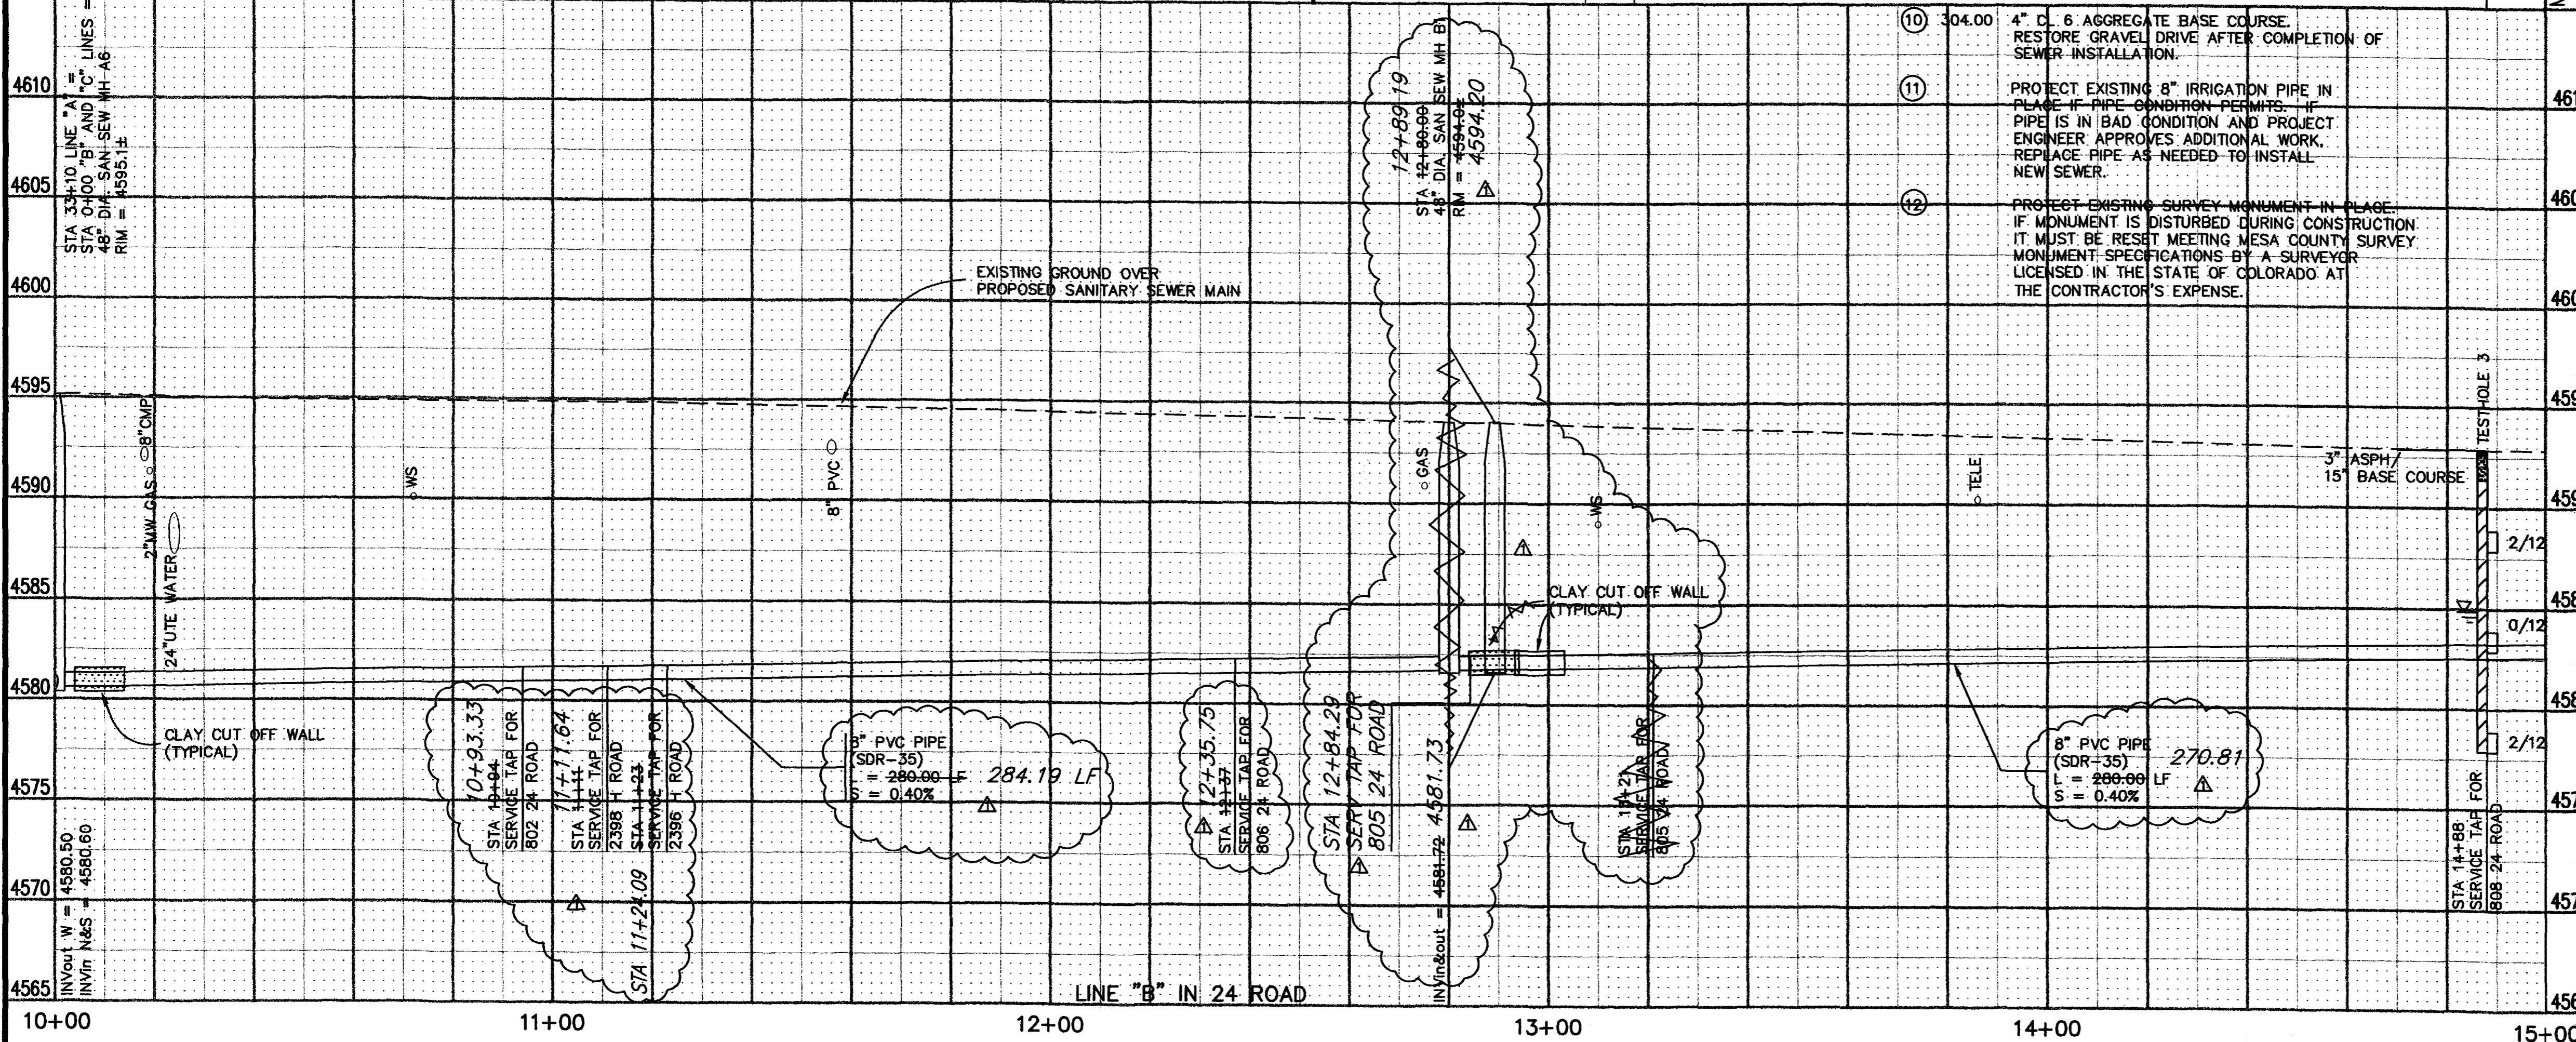 STA 33+10 LINE "A" =
STA 0+00 "B" AND "C" LINES =
48" DIA. SAN SEW MH A6
RIM = 4595.1±
4610
4605
4600
4595
4590
4585
4580
4575
4570
4565
2"MW GAS
8"CMP
24"UTE WATER
WS
8" PVC
EXISTING GROUND OVER
PROPOSED SANITARY SEWER MAIN
12+89.19
STA 12+80.00
48" DIA. SAN SEW MH B1
RIM = 4594.0±
4594.20
1
10 304.00 4" CL 6 AGGREGATE BASE COURSE.
RESTORE GRAVEL DRIVE AFTER COMPLETION OF
SEWER INSTALLATION.
11 PROTECT EXISTING 8" IRRIGATION PIPE IN
PLACE IF PIPE CONDITION PERMITS. IF
PIPE IS IN BAD CONDITION AND PROJECT
ENGINEER APPROVES ADDITIONAL WORK,
REPLACE PIPE AS NEEDED TO INSTALL
NEW SEWER.
12 PROTECT EXISTING SURVEY MONUMENT IN PLACE.
IF MONUMENT IS DISTURBED DURING CONSTRUCTION
IT MUST BE RESET MEETING MESA COUNTY SURVEY
MONUMENT SPECIFICATIONS BY A SURVEYOR
LICENSED IN THE STATE OF COLORADO AT
THE CONTRACTOR'S EXPENSE.
GAS
WS
1
TELE
3" ASPH/
15" BASE COURSE
TESTHOLE 3
2/12
0/12
2/12
CLAY CUT OFF WALL
(TYPICAL)
CLAY CUT OFF WALL
(TYPICAL)
10+93.33
STA 10+94
SERVICE TAP FOR
802 24 ROAD
11+11.64
STA 11+11
SERVICE TAP FOR
2398 H ROAD
STA 11+23
SERVICE TAP FOR
2396 H ROAD
STA 11+24.09
1
8" PVC PIPE
(SDR-35)
L = 280.00 LF 284.19 LF
S = 0.40%
1
12+35.75
STA 12+37
SERVICE TAP FOR
806 24 ROAD
1
STA 12+84.29
SERV TAP FOR
805 24 ROAD
1
INVin&out = 4581.72 4581.73
1
STA 13+21
SERVICE TAP FOR
805 24 ROAD
8" PVC PIPE
(SDR-35)
L = 280.00 LF 270.81
S = 0.40%
1
STA 14+88
SERVICE TAP FOR
808 24 ROAD
INVout W = 4580.50
INVin N&S = 4580.60
LINE "B" IN 24 ROAD
10+00
11+00
12+00
13+00
14+00
15+00